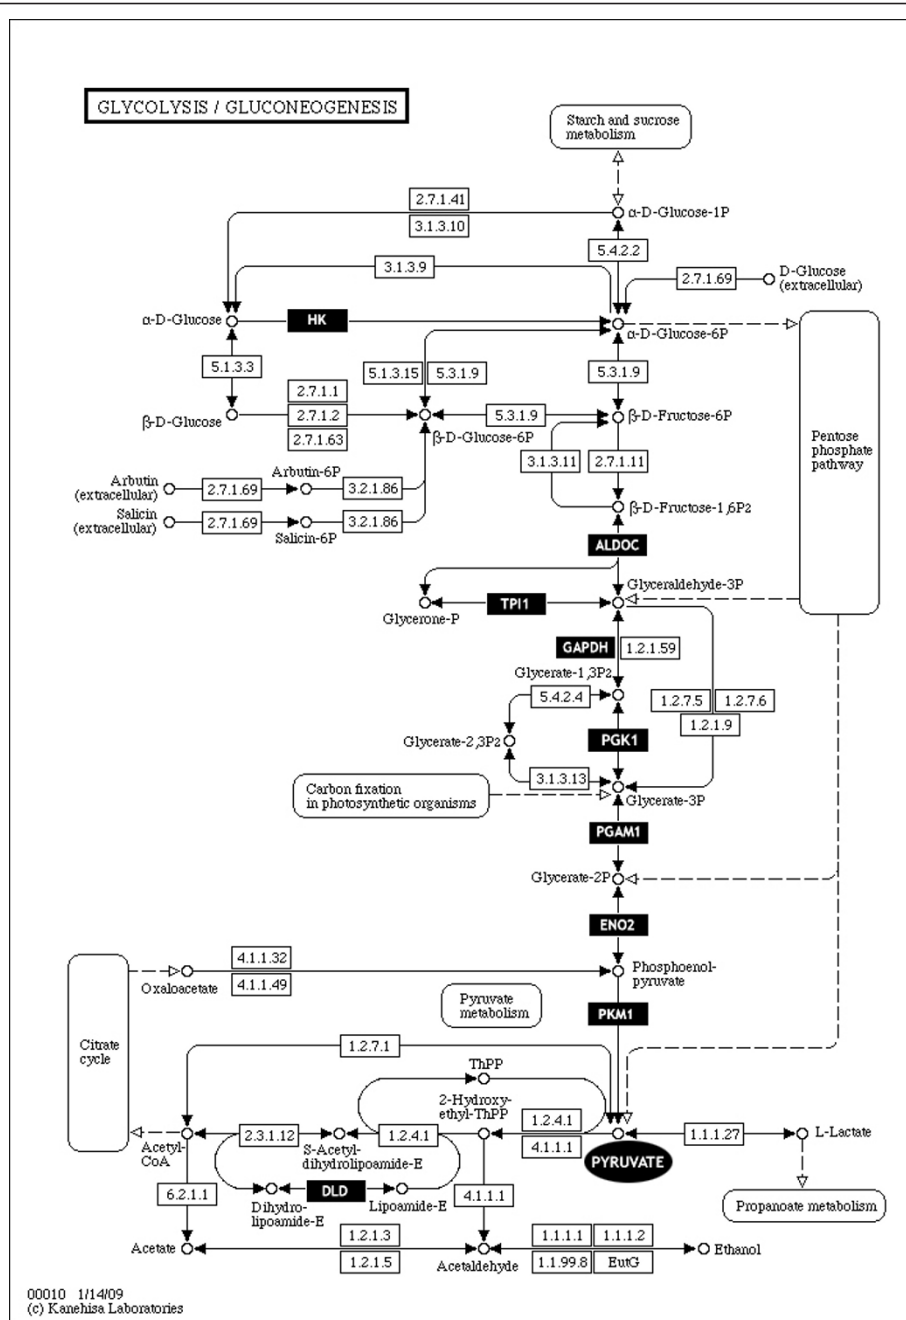 GLYCOLYSIS / GLUCONEOGENESIS
Starch and sucrose
metabolism
2.7.1.41
3.1.3.10
α-D-Glucose-1P
5.4.2.2
3.1.3.9
2.7.1.69
D-Glucose
(extracellular)
α-D-Glucose
HK
α-D-Glucose-6P
5.1.3.3
5.1.3.15
5.3.1.9
5.3.1.9
2.7.1.1
2.7.1.2
2.7.1.63
β-D-Glucose
β-D-Glucose-6P
5.3.1.9
β-D-Fructose-6P
Pentose
phosphate
pathway
3.1.3.11
2.7.1.11
Arbutin
(extracellular)
2.7.1.69
Arbutin-6P
3.2.1.86
β-D-Fructose-1,6P2
Salicin
(extracellular)
2.7.1.69
Salicin-6P
3.2.1.86
ALDOC
Glyceraldehyde-3P
Glycerone-P
TPI1
GAPDH
1.2.1.59
Glycerate-1,3P2
5.4.2.4
1.2.7.5
1.2.7.6
1.2.1.9
Glycerate-2,3P2
PGK1
3.1.3.13
Carbon fixation
in photosynthetic organisms
Glycerate-3P
PGAM1
Glycerate-2P
ENO2
4.1.1.32
4.1.1.49
Oxaloacetate
Phosphoenol-
pyruvate
Pyruvate
metabolism
PKM1
Citrate
cycle
1.2.7.1
ThPP
2-Hydroxy-
ethyl-ThPP
1.2.4.1
4.1.1.1
PYRUVATE
1.1.1.27
L-Lactate
Acetyl-
CoA
2.3.1.12
S-Acetyl-
dihydrolipoamide-E
1.2.4.1
6.2.1.1
Dihydro-
lipoamide-E
DLD
Lipoamide-E
4.1.1.1
Propanoate metabolism
Acetate
1.2.1.3
1.2.1.5
Acetaldehyde
1.1.1.1
1.1.1.2
1.1.99.8
EutG
Ethanol
00010 1/14/09
(c) Kanehisa Laboratories